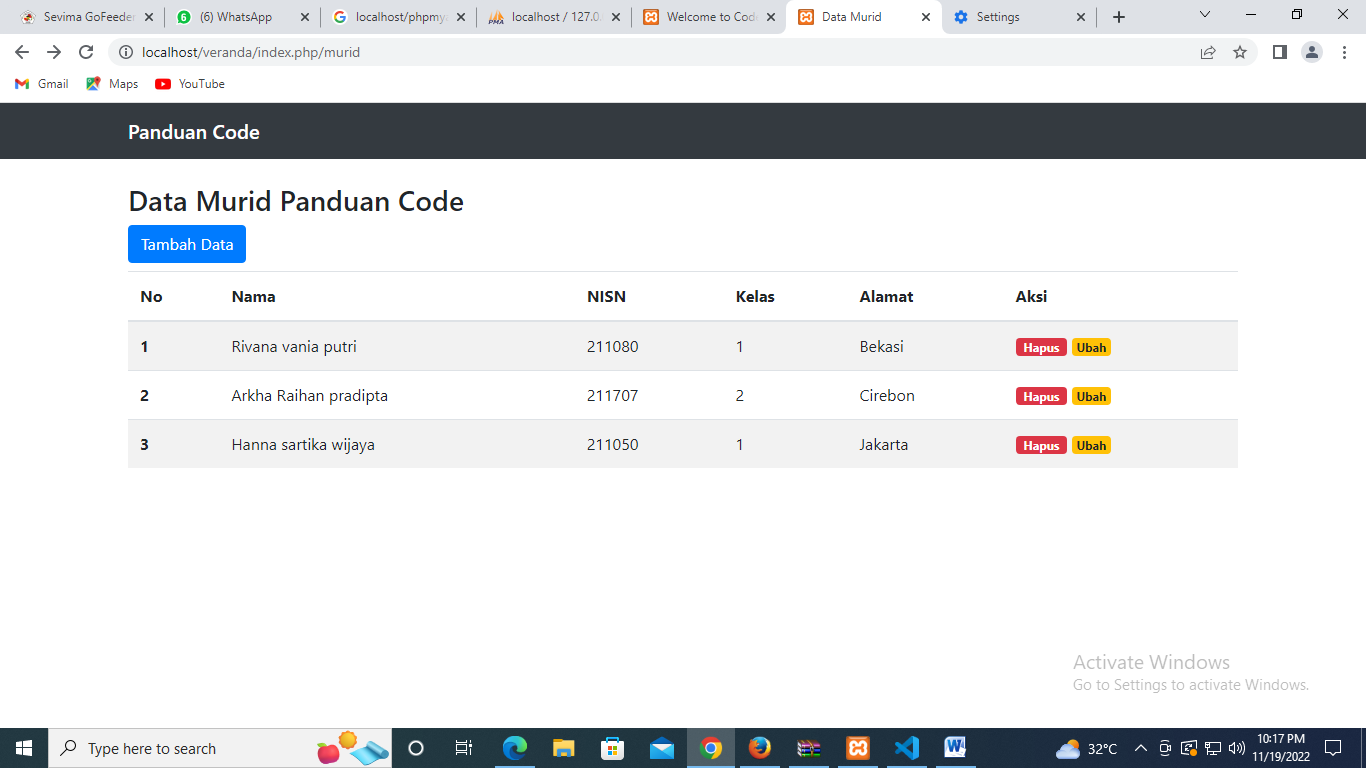 Sevima GoFeeder (6) WhatsApp localhost/phpmy localhost / 127.0. Welcome to Cod Data Murid Settings
localhost/veranda/index.php/murid
Gmail Maps YouTube
Panduan Code
Data Murid Panduan Code
Tambah Data
No Nama NISN Kelas Alamat Aksi
1 Rivana vania putri 211080 1 Bekasi Hapus Ubah
2 Arkha Raihan pradipta 211707 2 Cirebon Hapus Ubah
3 Hanna sartika wijaya 211050 1 Jakarta Hapus Ubah
Activate Windows
Go to Settings to activate Windows.
Type here to search 32°C 10:17 PM
11/19/2022